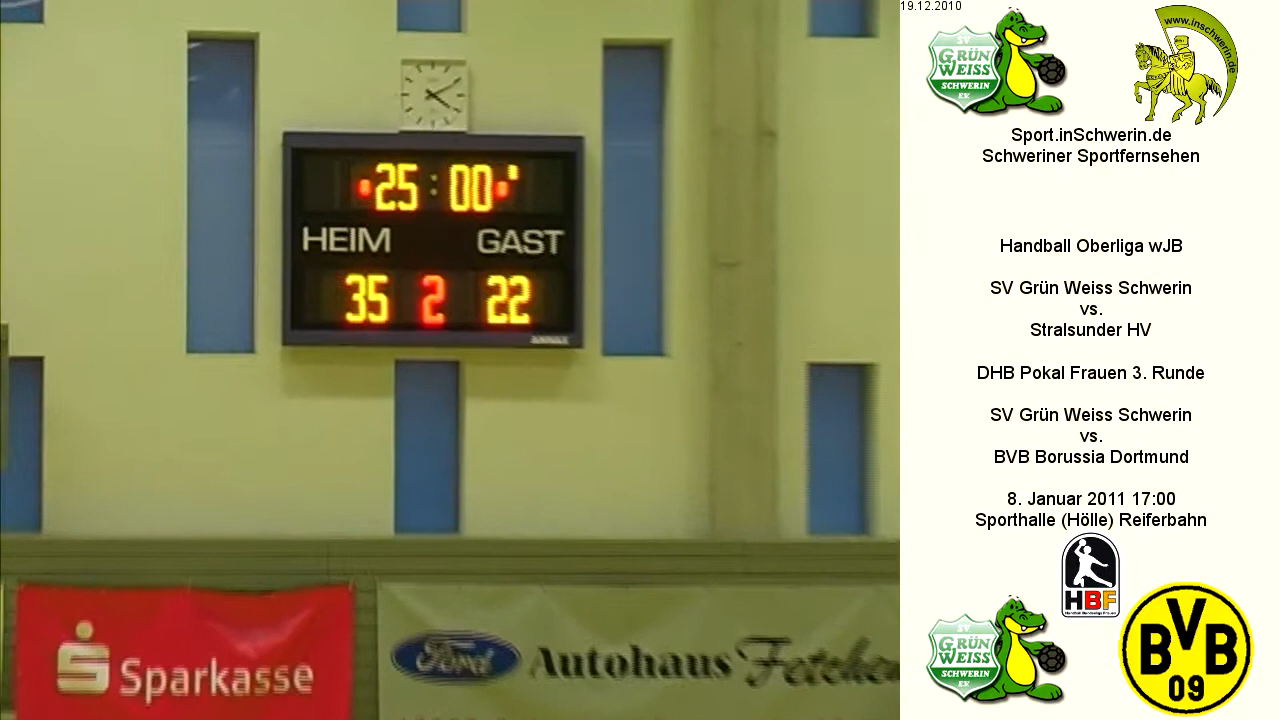 25:00
HEIM GAST
35 2 22
Sparkasse
Ford Autohaus
19.12.2010
SV
GRÜN
WEISS
SCHWERIN
E.V.
www.inschwerin.de
Sport.inSchwerin.de
Schweriner Sportfernsehen
Handball Oberliga wJB
SV Grün Weiss Schwerin
vs.
Stralsunder HV
DHB Pokal Frauen 3. Runde
SV Grün Weiss Schwerin
vs.
BVB Borussia Dortmund
8. Januar 2011 17:00
Sporthalle (Hölle) Reiferbahn
HBF
SV
GRÜN
WEISS
SCHWERIN
E.V.
BVB
09